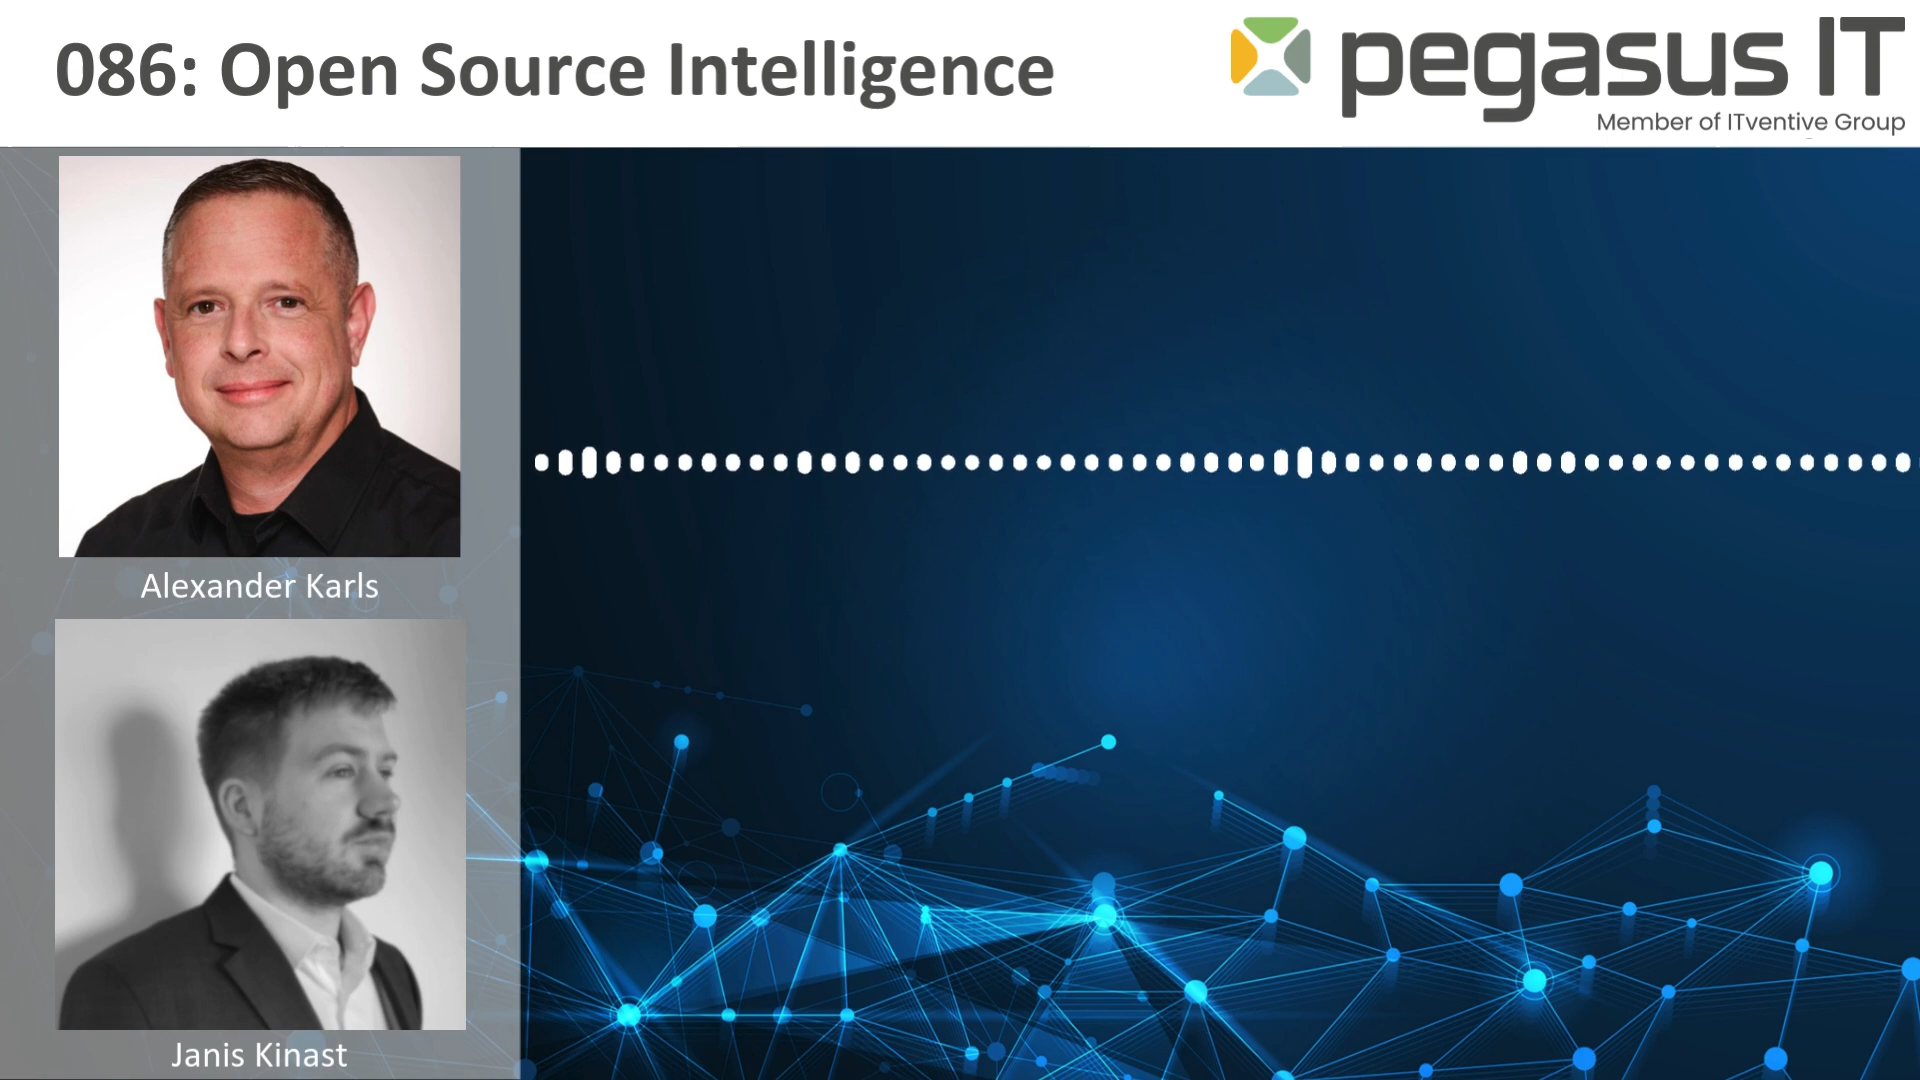 086: Open Source Intelligence
pegasus IT
Member of ITventive Group
Alexander Karls
Janis Kinast